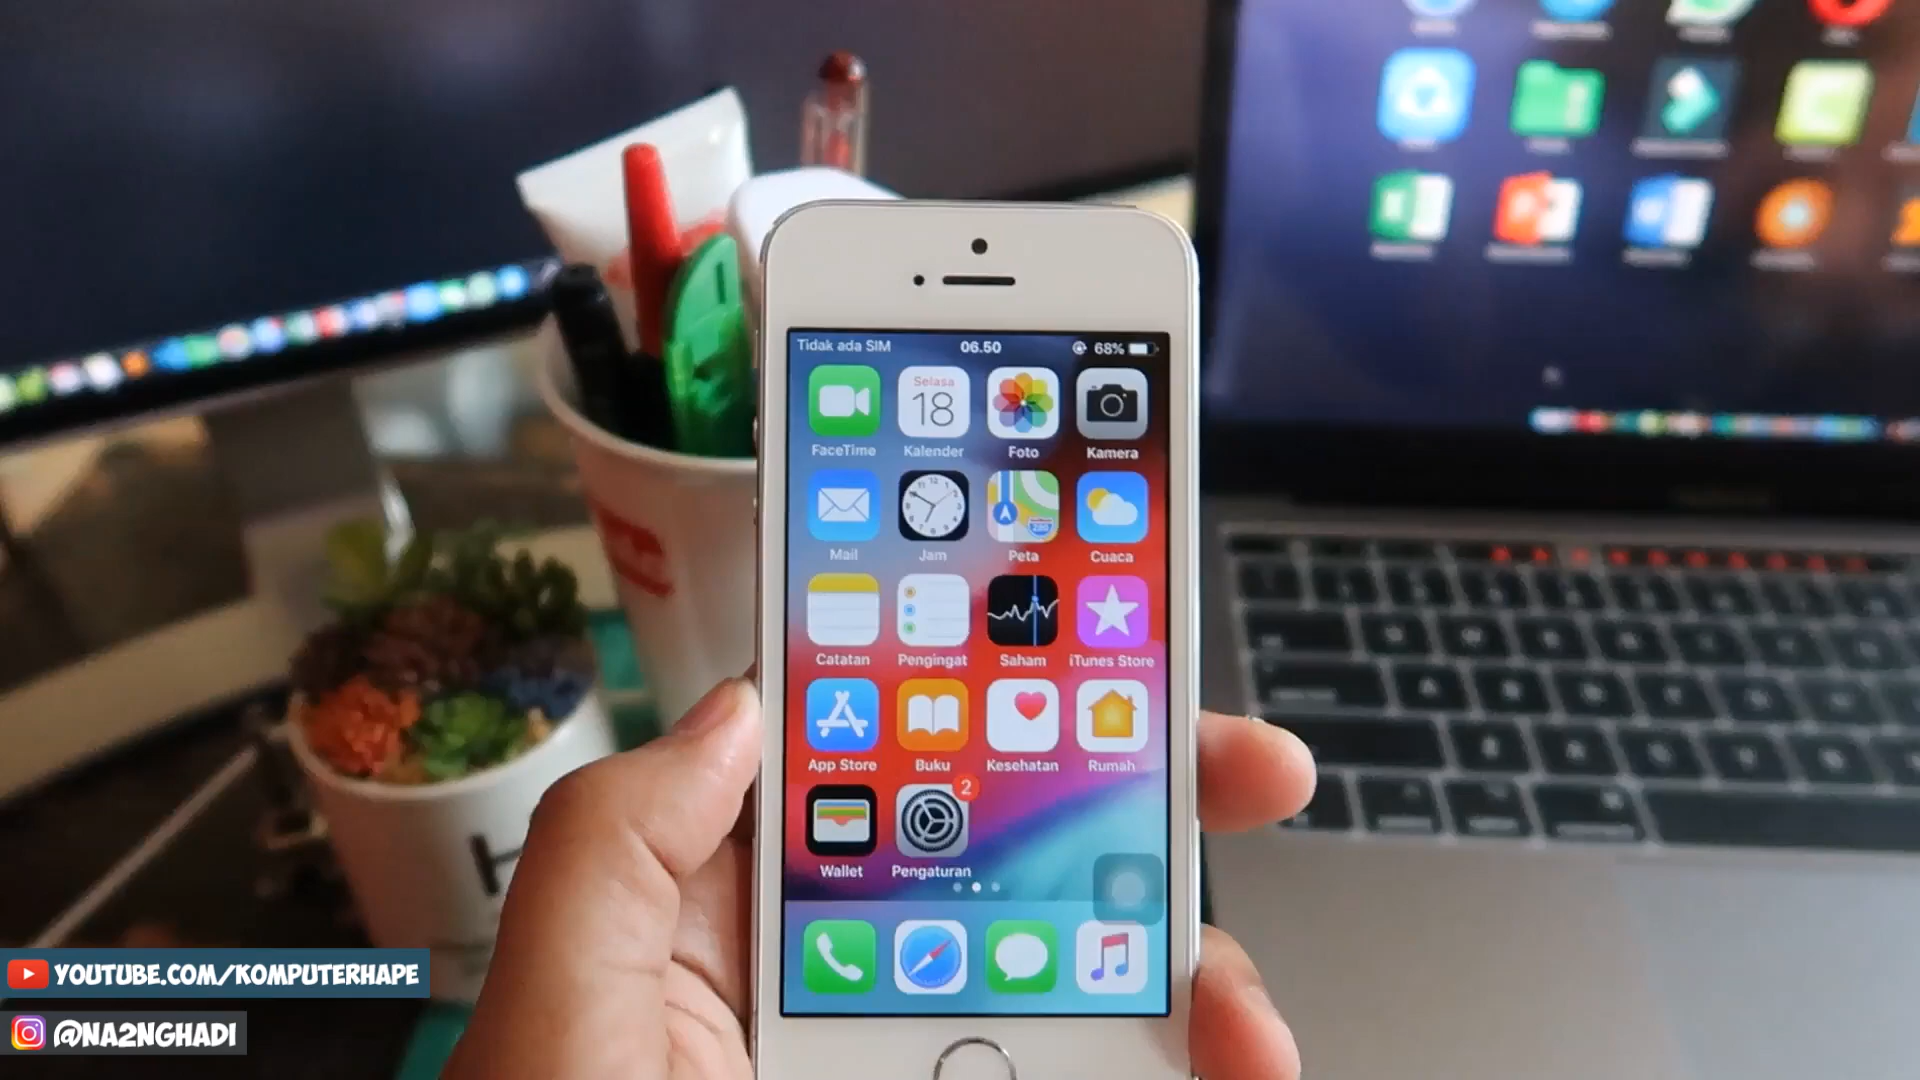 Tidak ada SIM 06.50 68%
Selasa
18
FaceTime Kalender Foto Kamera
Mail Jam Peta Cuaca
Catatan Pengingat Saham iTunes Store
App Store Buku Kesehatan Rumah
2
Wallet Pengaturan
YOUTUBE.COM/KOMPUTERHAPE
@NA2NGHADI